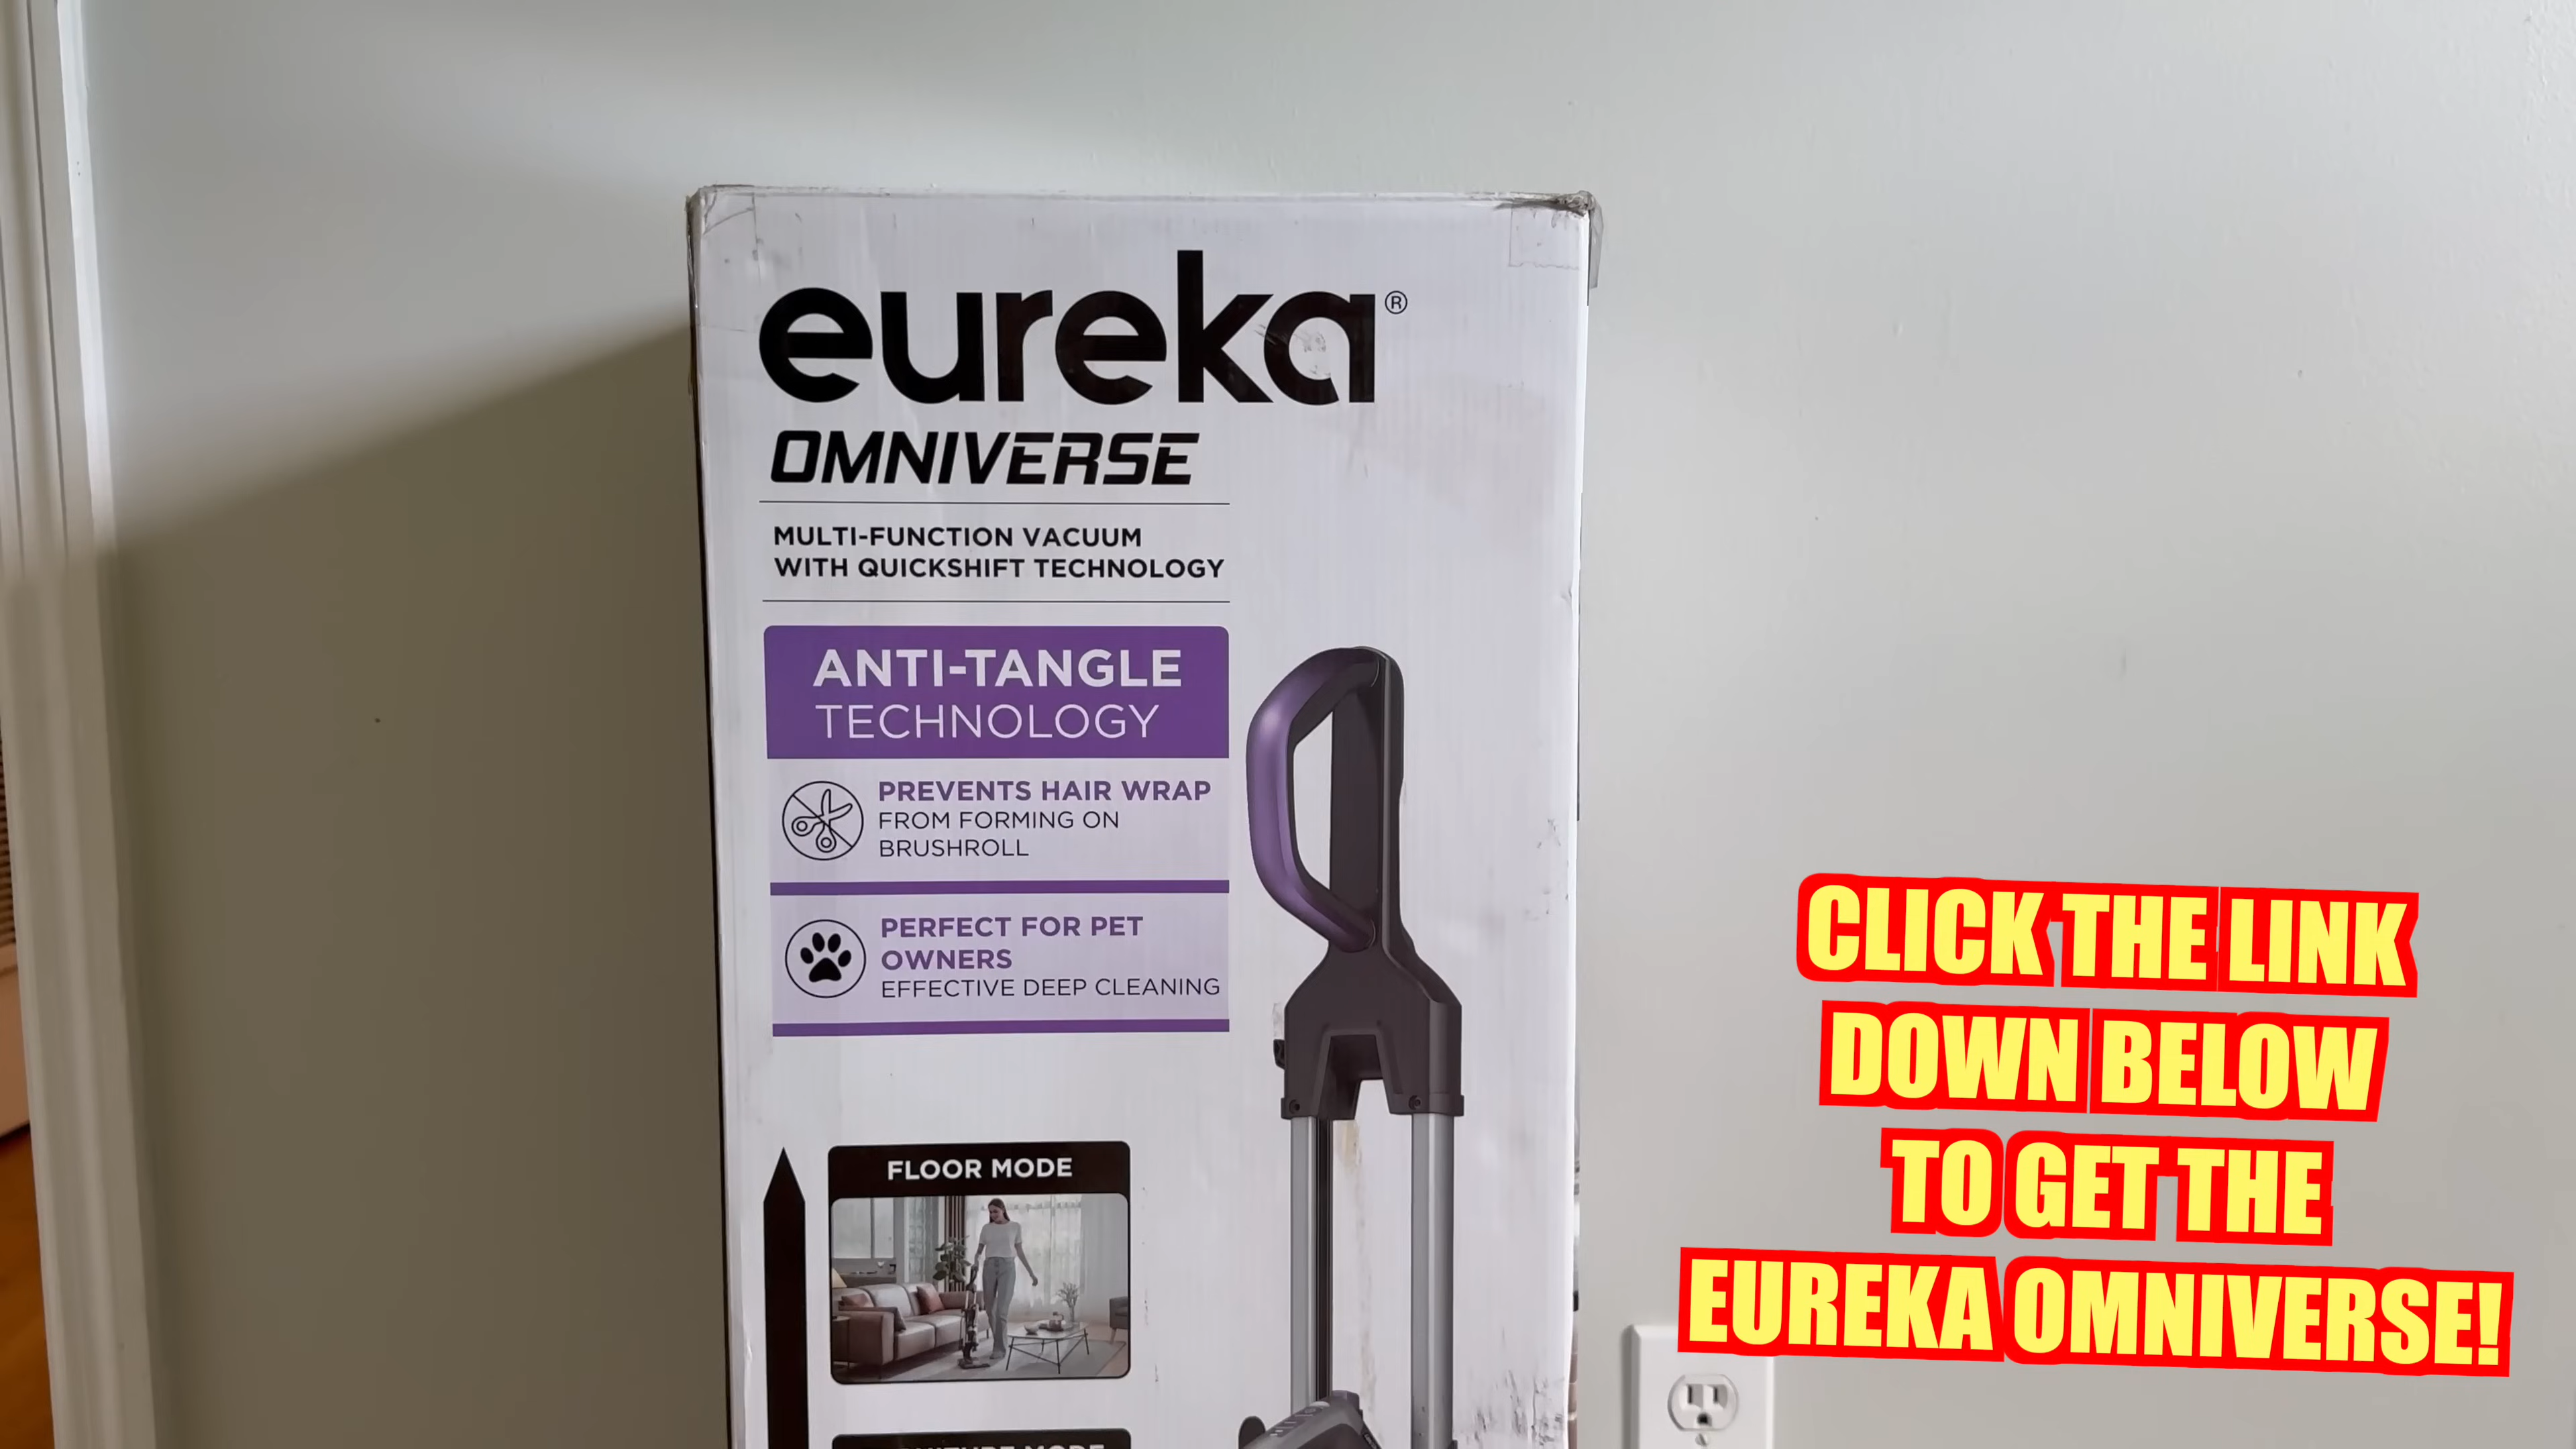 eureka®
OMNIVERSE
MULTI-FUNCTION VACUUM
WITH QUICKSHIFT TECHNOLOGY
ANTI-TANGLE
TECHNOLOGY
PREVENTS HAIR WRAP
FROM FORMING ON
BRUSHROLL
PERFECT FOR PET
OWNERS
EFFECTIVE DEEP CLEANING
FLOOR MODE
MODE
CLICK THE LINK
DOWN BELOW
TO GET THE
EUREKA OMNIVERSE!